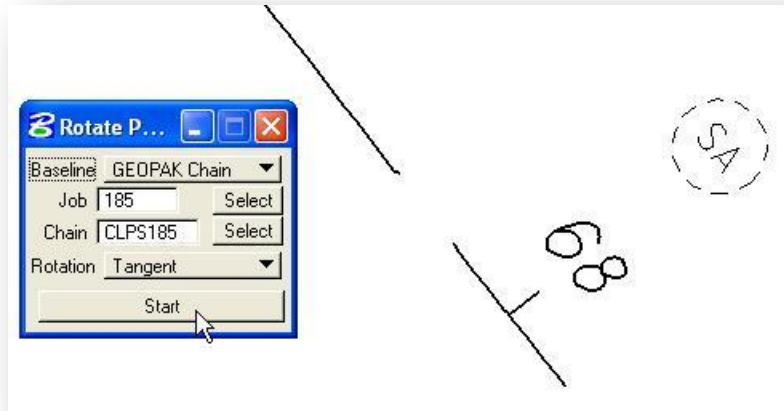 Rotate P...
Baseline GEOPAK Chain
Job 185 Select
Chain CLPS185 Select
Rotation Tangent
Start
68
SA